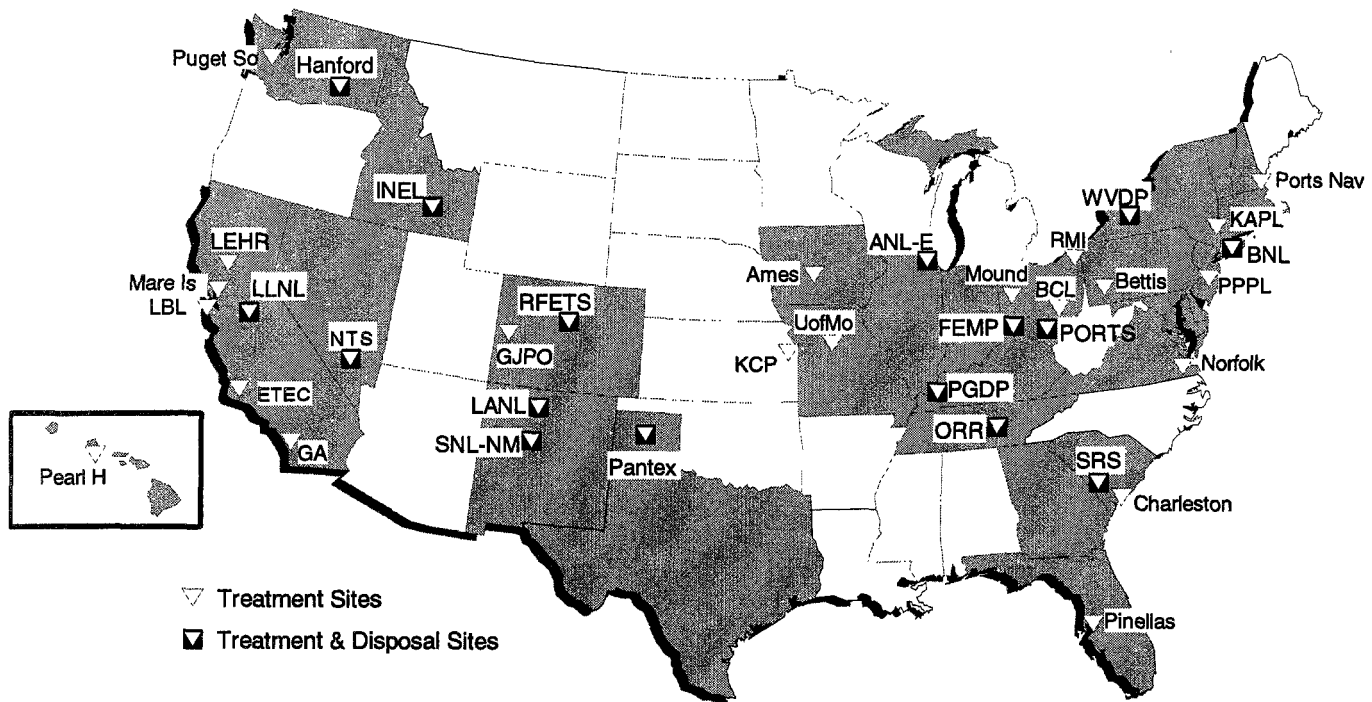 Puget So
Hanford
INEL
LEHR
Mare Is
LBL
LLNL
NTS
ETEC
GA
Pearl H
RFETS
GJPO
LANL
SNL-NM
Pantex
Ames
UofMo
KCP
ANL-E
Mound
FEMP
BCL
RMI
PORTS
PGDP
ORR
Bettis
WVDP
Ports Nav
KAPL
BNL
PPPL
Norfolk
SRS
Charleston
Pinellas
Treatment Sites
Treatment & Disposal Sites